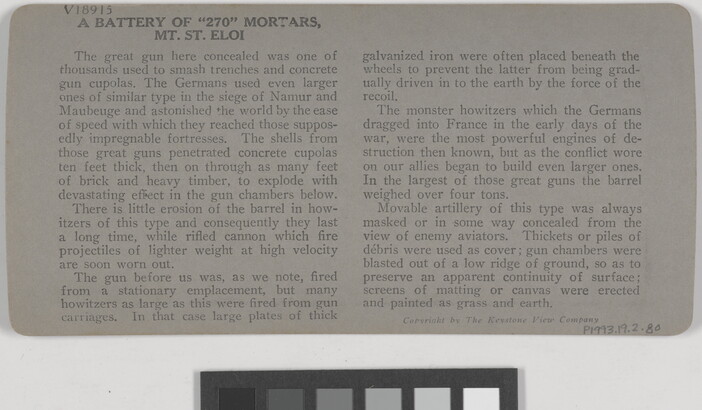 V18915
A BATTERY OF “270” MORTARS,
MT. ST. ELOI
The great gun here concealed was one of
thousands used to smash trenches and concrete
gun cupolas. The Germans used even larger
ones of similar type in the siege of Namur and
Maubeuge and astonished the world by the ease
of speed with which they reached those suppos-
edly impregnable fortresses. The shells from
those great guns penetrated concrete cupolas
ten feet thick, then on through as many feet
of brick and heavy timber, to explode with
devastating effect in the gun chambers below.
There is little erosion of the barrel in how-
itzers of this type and consequently they last
a long time, while rifled cannon which fire
projectiles of lighter weight at high velocity
are soon worn out.
The gun before us was, as we note, fired
from a stationary emplacement, but many
howitzers as large as this were fired from gun
carriages. In that case large plates of thick
galvanized iron were often placed beneath the
wheels to prevent the latter from being grad-
ually driven in to the earth by the force of the
recoil.
The monster howitzers which the Germans
dragged into France in the early days of the
war, were the most powerful engines of de-
struction then known, but as the conflict wore
on our allies began to build even larger ones.
In the largest of those great guns the barrel
weighed over four tons.
Movable artillery of this type was always
masked or in some way concealed from the
view of enemy aviators. Thickets or piles of
débris were used as cover; gun chambers were
blasted out of a low ridge of ground, so as to
preserve an apparent continuity of surface;
screens of matting or canvas were erected
and painted as grass and earth.
Copyright by The Keystone View Company
P1993.19.2.80